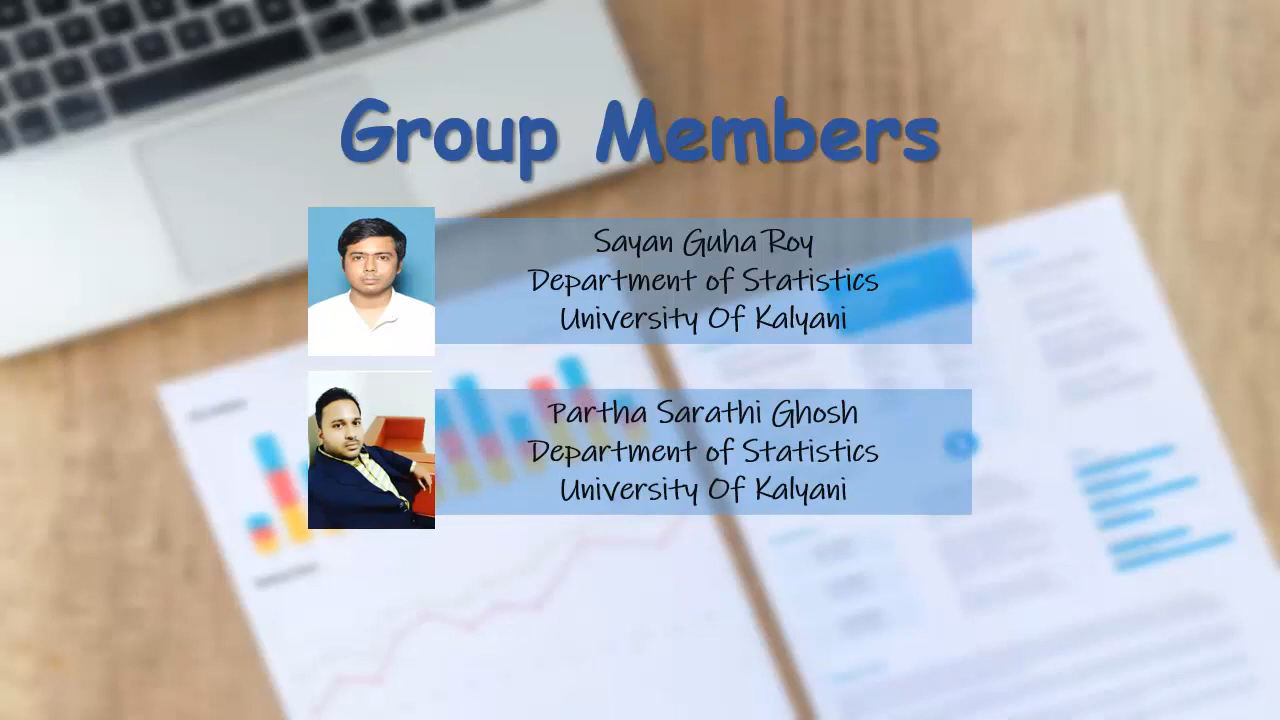 Group Members
Sayan Guha Roy
Department of Statistics
University Of Kalyani
Partha Sarathi Ghosh
Department of Statistics
University Of Kalyani